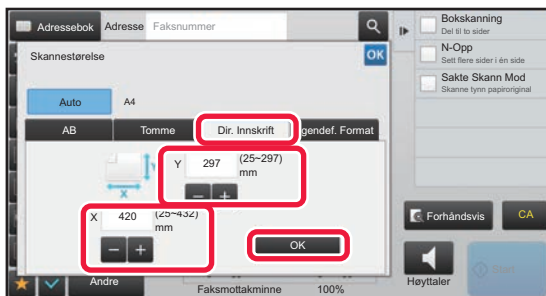 Adressebok Adresse Faksnummer
Skannestørelse OK
Auto A4
AB Tomme Dir. Innskrift gendef. Format
Y Y 297 (25~297)
mm
X
X 420 (25~432)
mm
OK
Andre
Faksmottakminne 100%
Bokskanning
Del til to sider
N-Opp
Sett flere sider i én side
Sakte Skann Mod
Skanne tynn papiroriginal
Forhåndsvis CA
Høyttaler Start